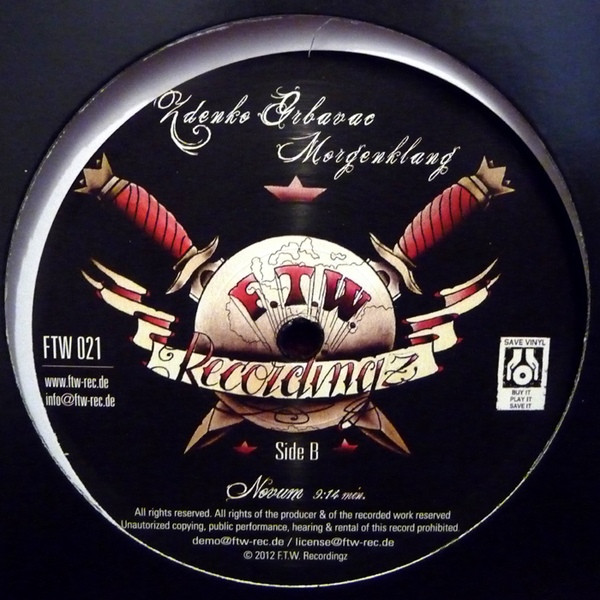 Zdenko Grbavac
Morgenklang
F.T.W.
Recordingz
FTW 021
www.ftw-rec.de
info@ftw-rec.de
SAVE VINYL
BUY IT
PLAY IT
SAVE IT
Side B
Novum 9:14 min.
All rights reserved. All rights of the producer & of the recorded work reserved
Unautorized copying, public performance, hearing & rental of this record prohibited.
demo@ftw-rec.de / license@ftw-rec.de
© 2012 F.T.W. Recordingz